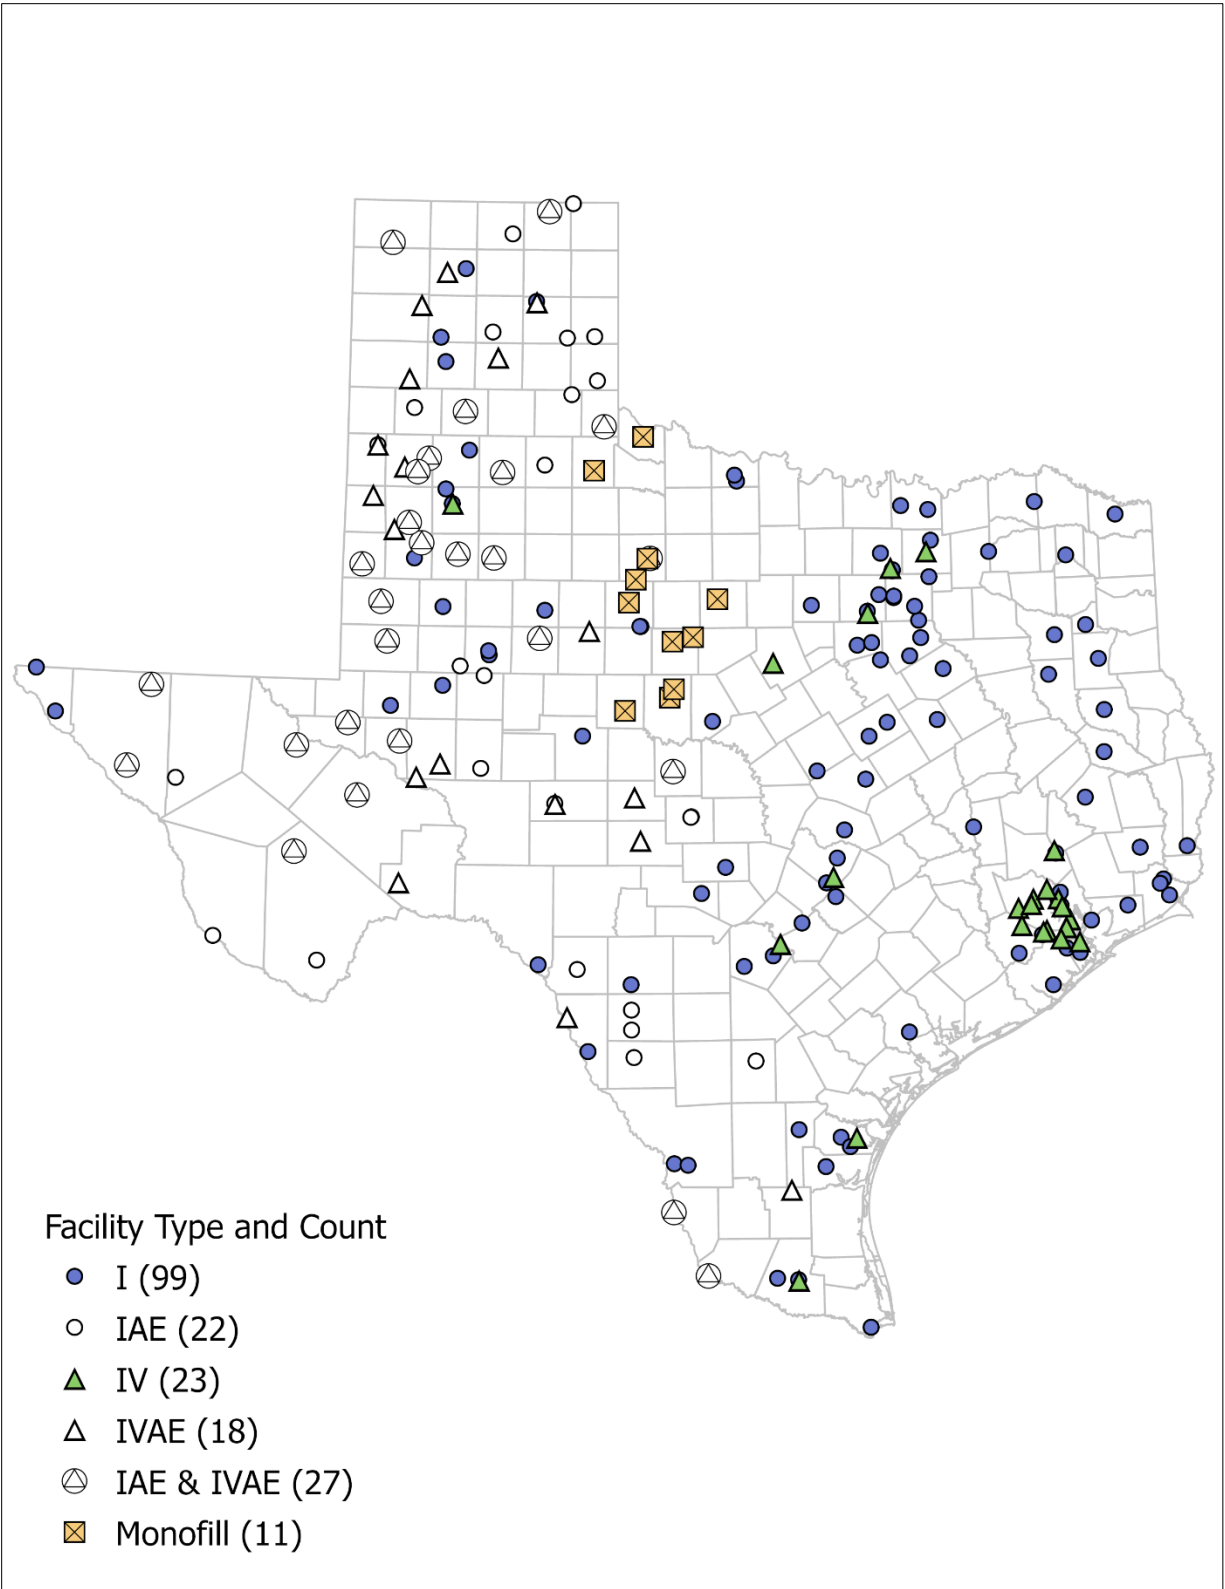 Facility Type and Count
I (99)
IAE (22)
IV (23)
IVAE (18)
IAE & IVAE (27)
Monofill (11)